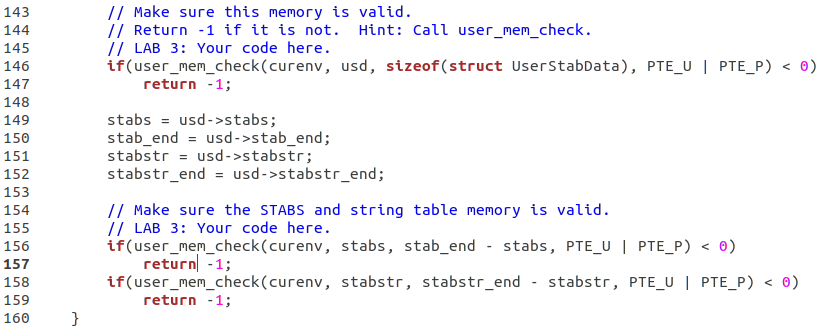 143         // Make sure this memory is valid.
144         // Return -1 if it is not.  Hint: Call user_mem_check.
145         // LAB 3: Your code here.
146         if(user_mem_check(curenv, usd, sizeof(struct UserStabData), PTE_U | PTE_P) < 0)
147             return -1;
148
149         stabs = usd->stabs;
150         stab_end = usd->stab_end;
151         stabstr = usd->stabstr;
152         stabstr_end = usd->stabstr_end;
153
154         // Make sure the STABS and string table memory is valid.
155         // LAB 3: Your code here.
156         if(user_mem_check(curenv, stabs, stab_end - stabs, PTE_U | PTE_P) < 0)
157             return -1;
158         if(user_mem_check(curenv, stabstr, stabstr_end - stabstr, PTE_U | PTE_P) < 0)
159             return -1;
160     }